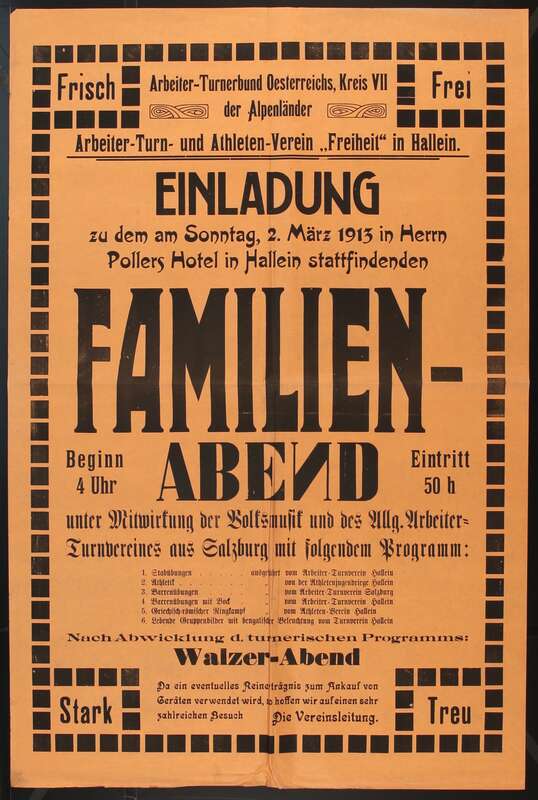 Frisch
Frei
Arbeiter-Turnerbund Oesterreichs, Kreis VII
der Alpenländer
Arbeiter-Turn- und Athleten-Verein „Freiheit" in Hallein.
EINLADUNG
zu dem am Sonntag, 2. März 1913 in Herrn
Pollers Hotel in Hallein stattfindenden
FAMILIEN-
ABEND
Beginn
4 Uhr
Eintritt
50 h
unter Mitwirkung der Volksmusik und des Allg. Arbeiter-
Turnvereines aus Salzburg mit folgendem Programm:
1. Stabübungen . . . . . . . . ausgeführt vom Arbeiter-Turnverein Hallein
2. Athletik . . . . . . . . . . von der Athletenjugendriege Hallein
3. Barrenübungen . . . . . . . vom Arbeiter-Turnverein Salzburg
4. Barrenübungen mit Bock . . . . vom Arbeiter-Turnverein Hallein
5. Griechisch-römischer Ringkampf . . vom Athleten-Verein Hallein
6. Lebende Gruppenbilder mit bengalischer Beleuchtung vom Turnverein Hallein
Nach Abwicklung d. turnerischen Programms:
Walzer-Abend
Da ein eventuelles Reinerträgnis zum Ankauf von
Geräten verwendet wird, so hoffen wir auf einen sehr
zahlreichen Besuch Die Vereinsleitung.
Stark
Treu